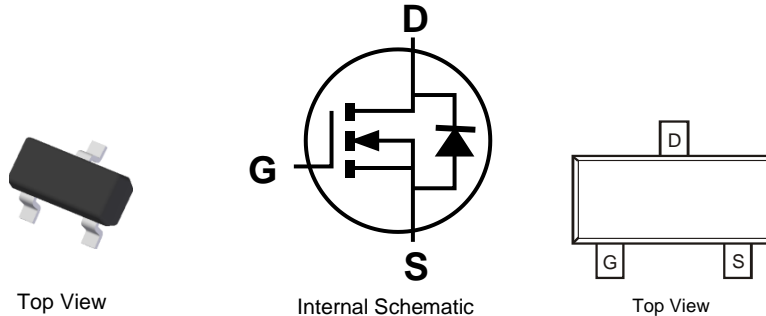 D
G
S
D
G S
Top View
Internal Schematic
Top View